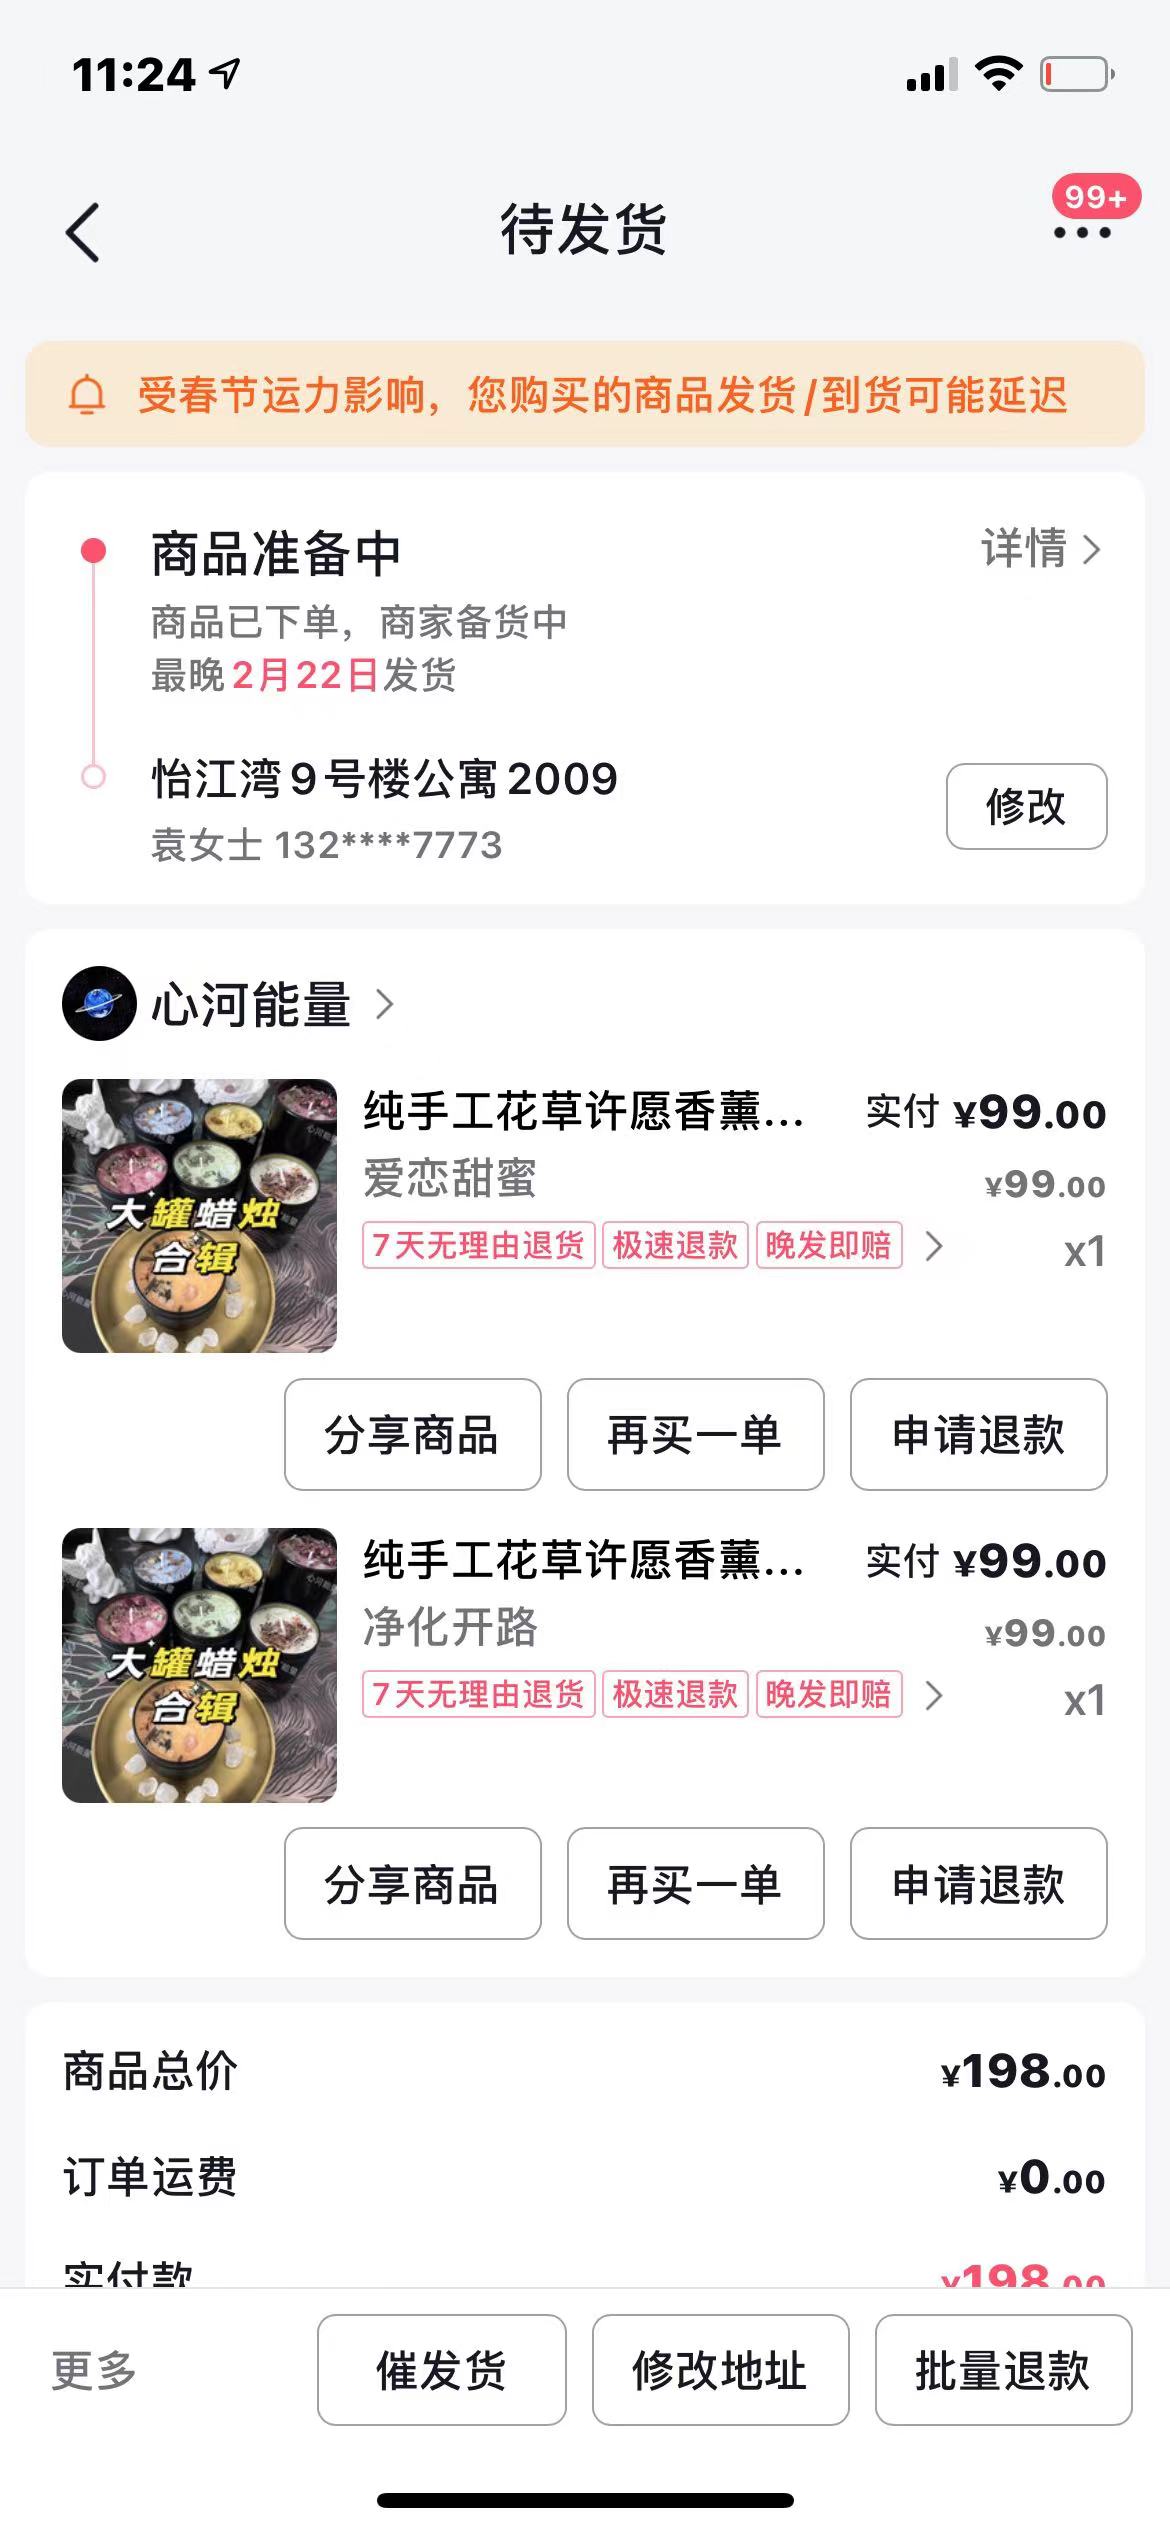 11:24
99+
待发货
受春节运力影响，您购买的商品发货/到货可能延迟
商品准备中
详情
商品已下单，商家备货中
最晚2月22日发货
怡江湾9号楼公寓2009
修改
袁女士 132****7773
心河能量
大罐蜡烛
合辑
纯手工花草许愿香薰... 实付 ¥99.00
爱恋甜蜜 ¥99.00
7天无理由退货 极速退款 晚发即赔 x1
分享商品 再买一单 申请退款
大罐蜡烛
合辑
纯手工花草许愿香薰... 实付 ¥99.00
净化开路 ¥99.00
7天无理由退货 极速退款 晚发即赔 x1
分享商品 再买一单 申请退款
商品总价 ¥198.00
订单运费 ¥0.00
实付款 ¥198.00
更多 催发货 修改地址 批量退款